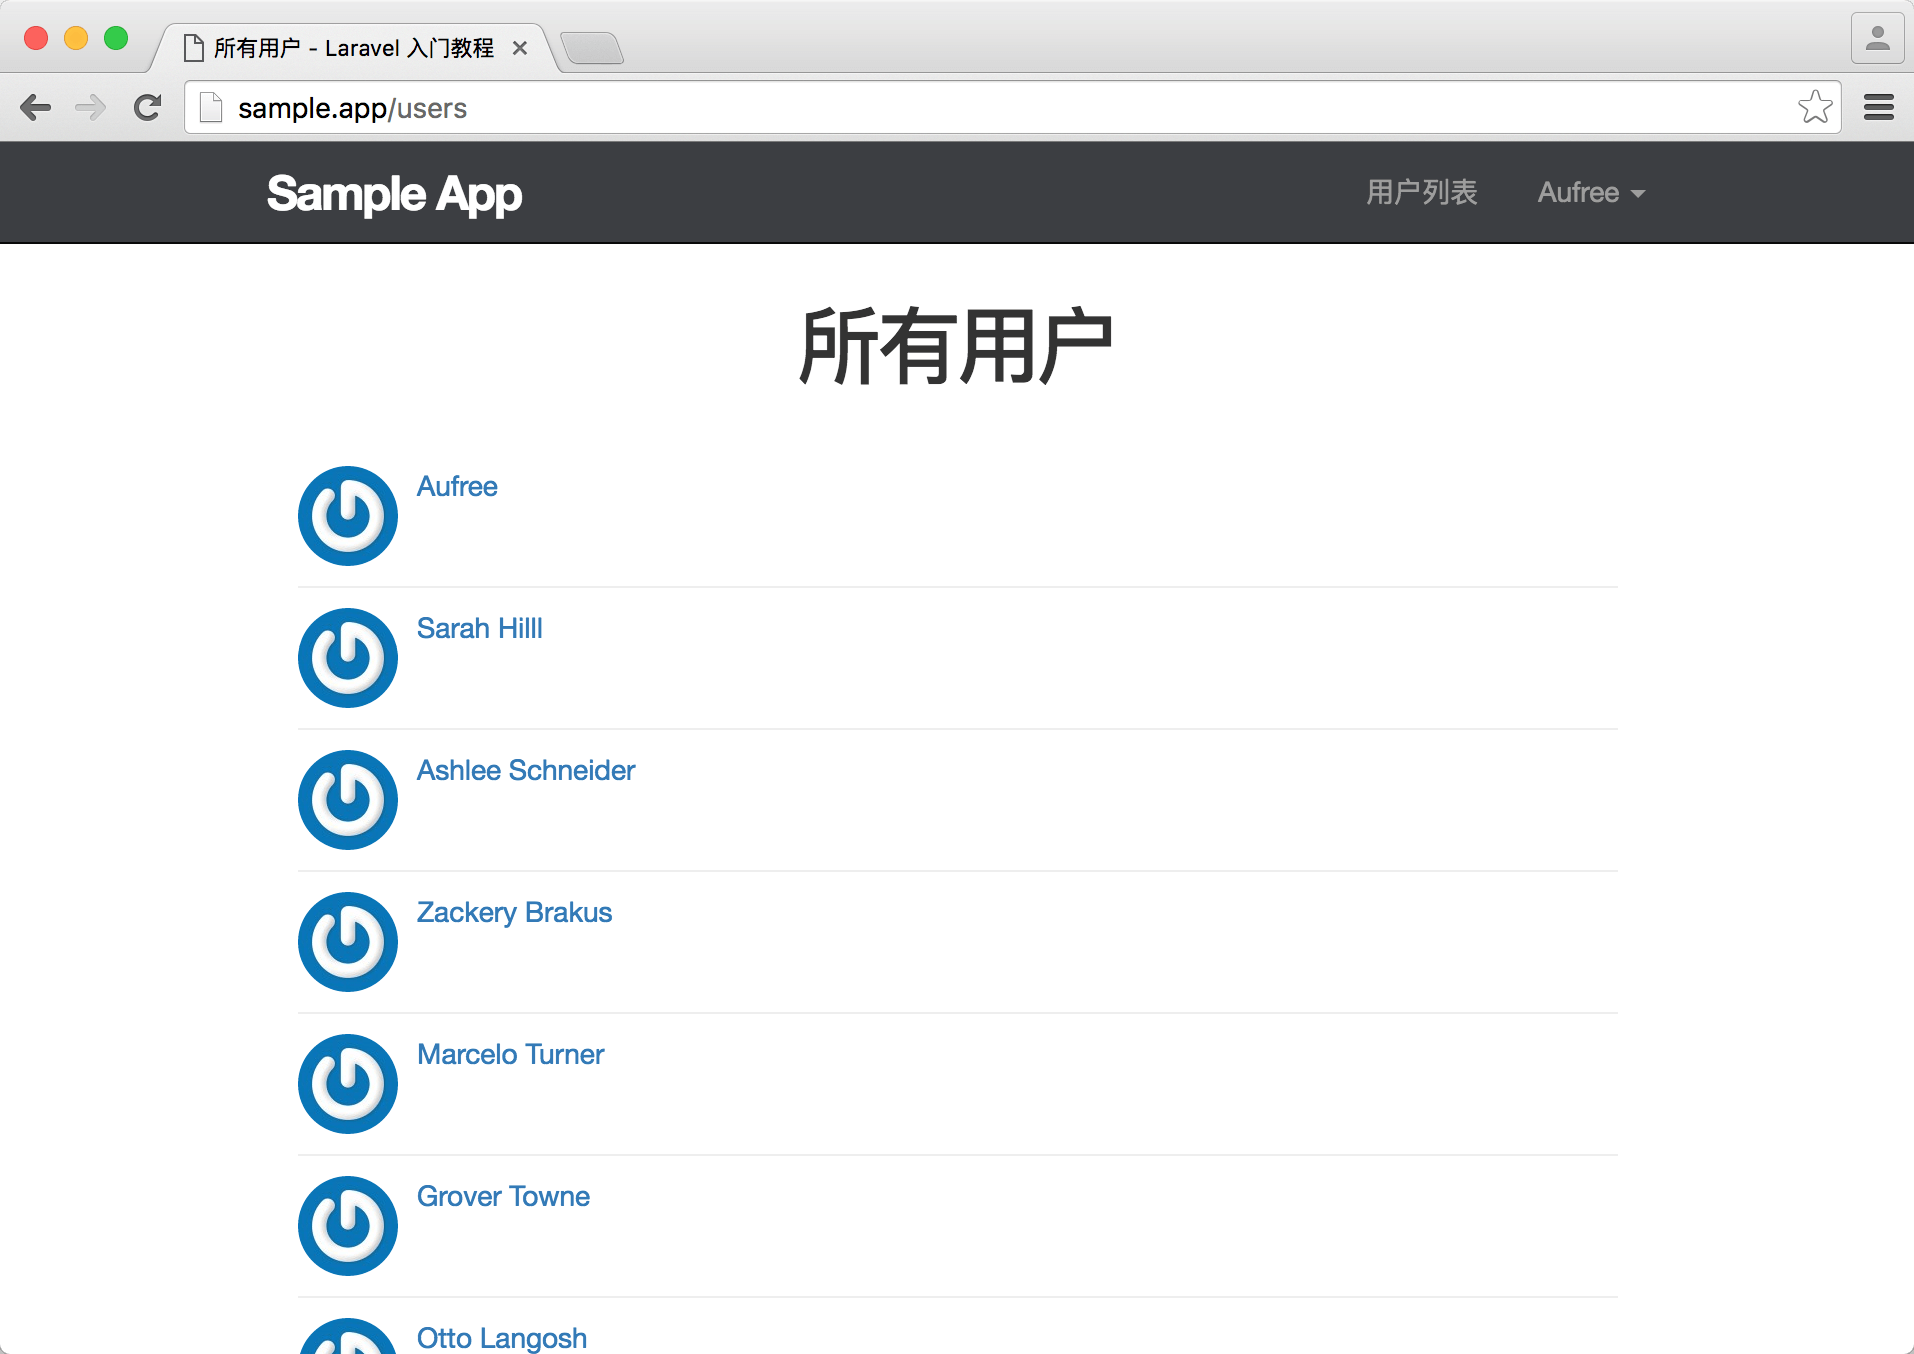 所有用户 - Laravel 入门教程
sample.app/users
Sample App 用户列表 Aufree
所有用户
Aufree
Sarah Hilll
Ashlee Schneider
Zackery Brakus
Marcelo Turner
Grover Towne
Otto Langosh